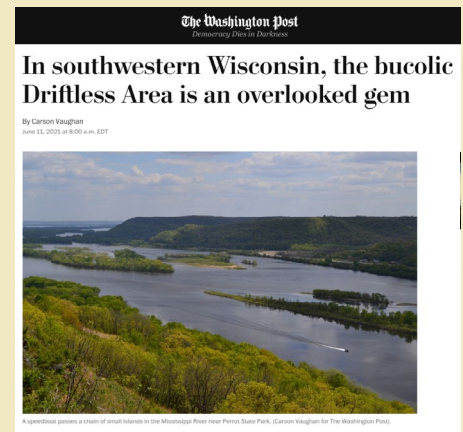 The Washington Post
Democracy Dies in Darkness
In southwestern Wisconsin, the bucolic
Driftless Area is an overlooked gem
By Carson Vaughan
June 11, 2021 at 8:00 a.m. EDT
A speedboat passes a chain of small islands in the Mississippi River near Perrot State Park. (Carson Vaughan for The Washington Post)